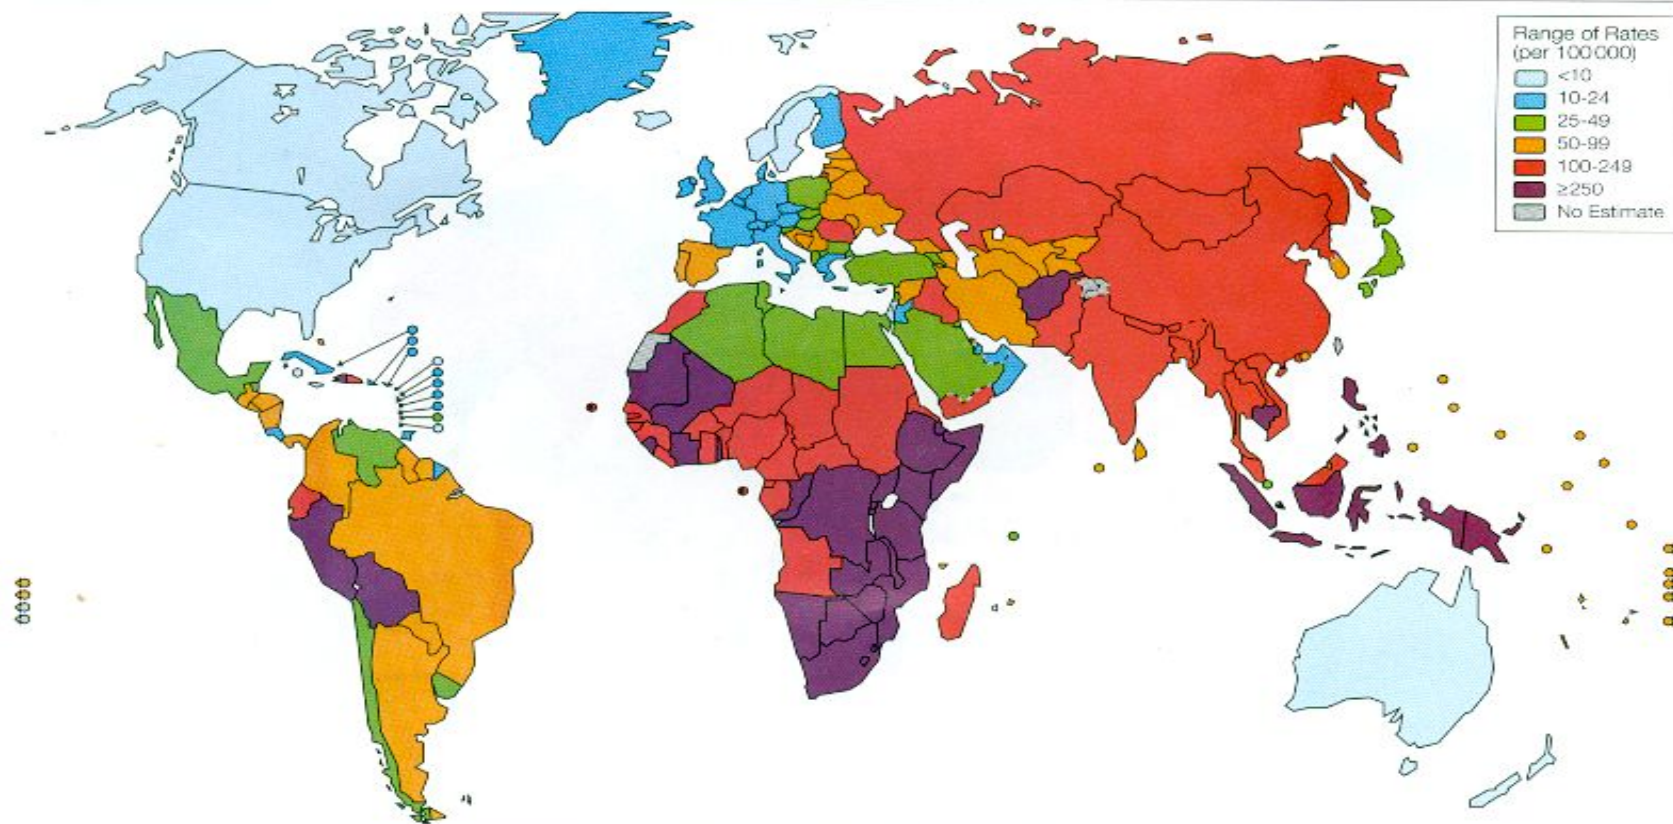 Range of Rates
(per 100 000)
<10
10-24
25-49
50-99
100-249
≥250
No Estimate